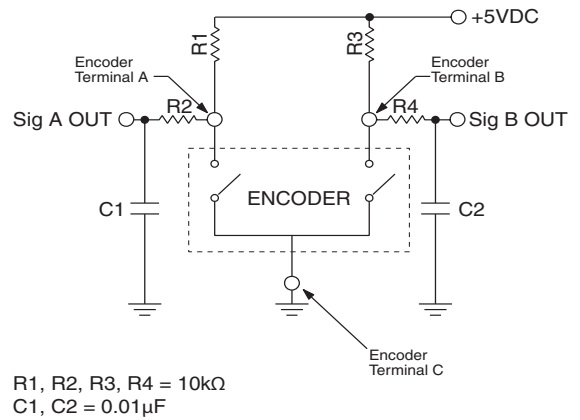 +5VDC
R1
R3
Encoder
Terminal A
Encoder
Terminal B
R2
R4
Sig A OUT
Sig B OUT
ENCODER
C1
C2
Encoder
Terminal C
R1, R2, R3, R4 = 10kΩ
C1, C2 = 0.01µF